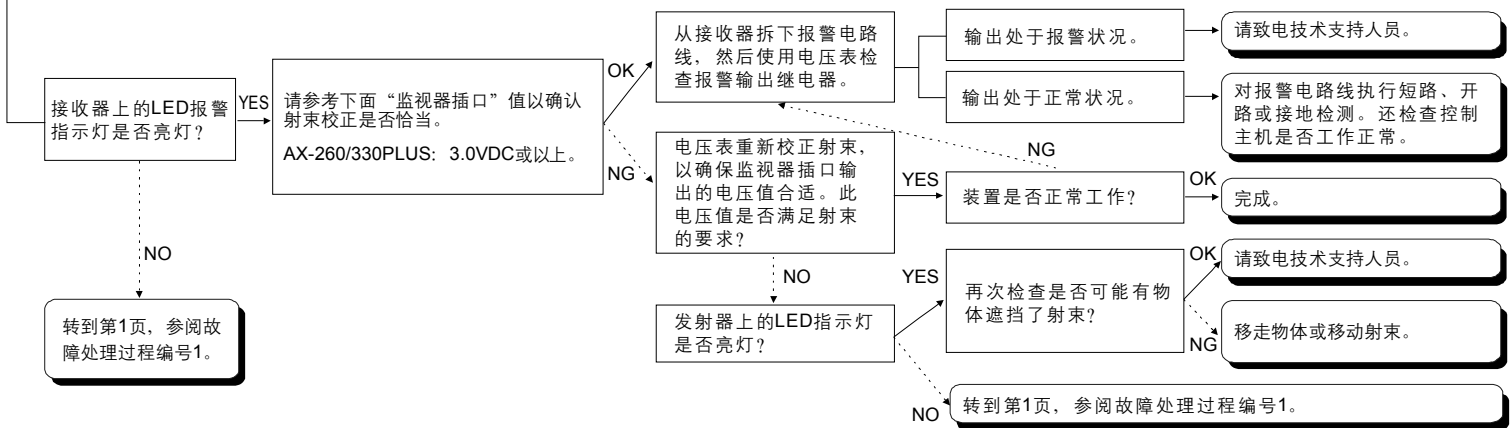 接收器上的LED报警
指示灯是否亮灯？
YES
NO
转到第1页，参阅故
障处理过程编号1。
请参考下面“监视器插口”值以确认
射束校正是否恰当。
AX-260/330PLUS：3.0VDC或以上。
OK
NG
从接收器拆下报警电路
线，然后使用电压表检
查报警输出继电器。
输出处于报警状况。
请致电技术支持人员。
输出处于正常状况。
对报警电路线执行短路、开
路或接地检测。还检查控制
主机是否工作正常。
电压表重新校正射束，
以确保监视器插口输
出的电压值合适。此
电压值是否满足射束
的要求？
YES
NG
装置是否正常工作？
OK
完成。
NO
发射器上的LED指示灯
是否亮灯？
YES
再次检查是否可能有物
体遮挡了射束？
OK
请致电技术支持人员。
NG
移走物体或移动射束。
NO
转到第1页，参阅故障处理过程编号1。